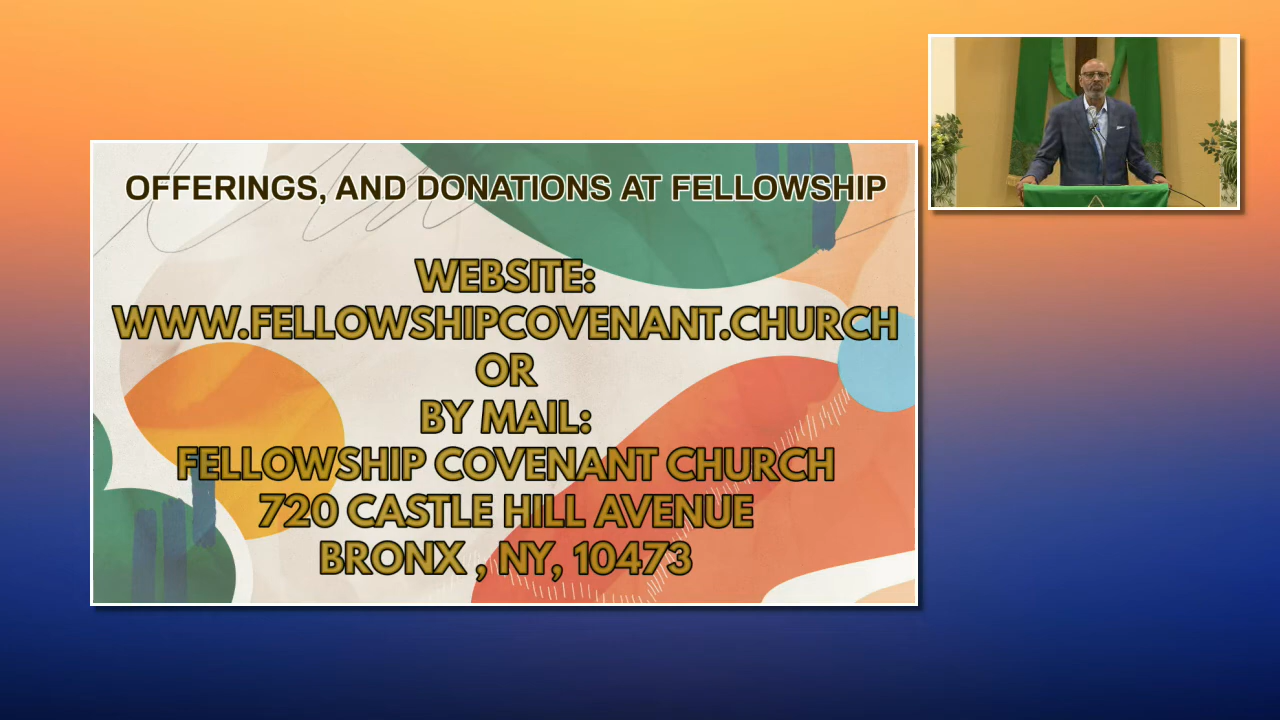 OFFERINGS, AND DONATIONS AT FELLOWSHIP
WEBSITE:
WWW.FELLOWSHIPCOVENANT.CHURCH
OR
BY MAIL:
FELLOWSHIP COVENANT CHURCH
720 CASTLE HILL AVENUE
BRONX , NY, 10473